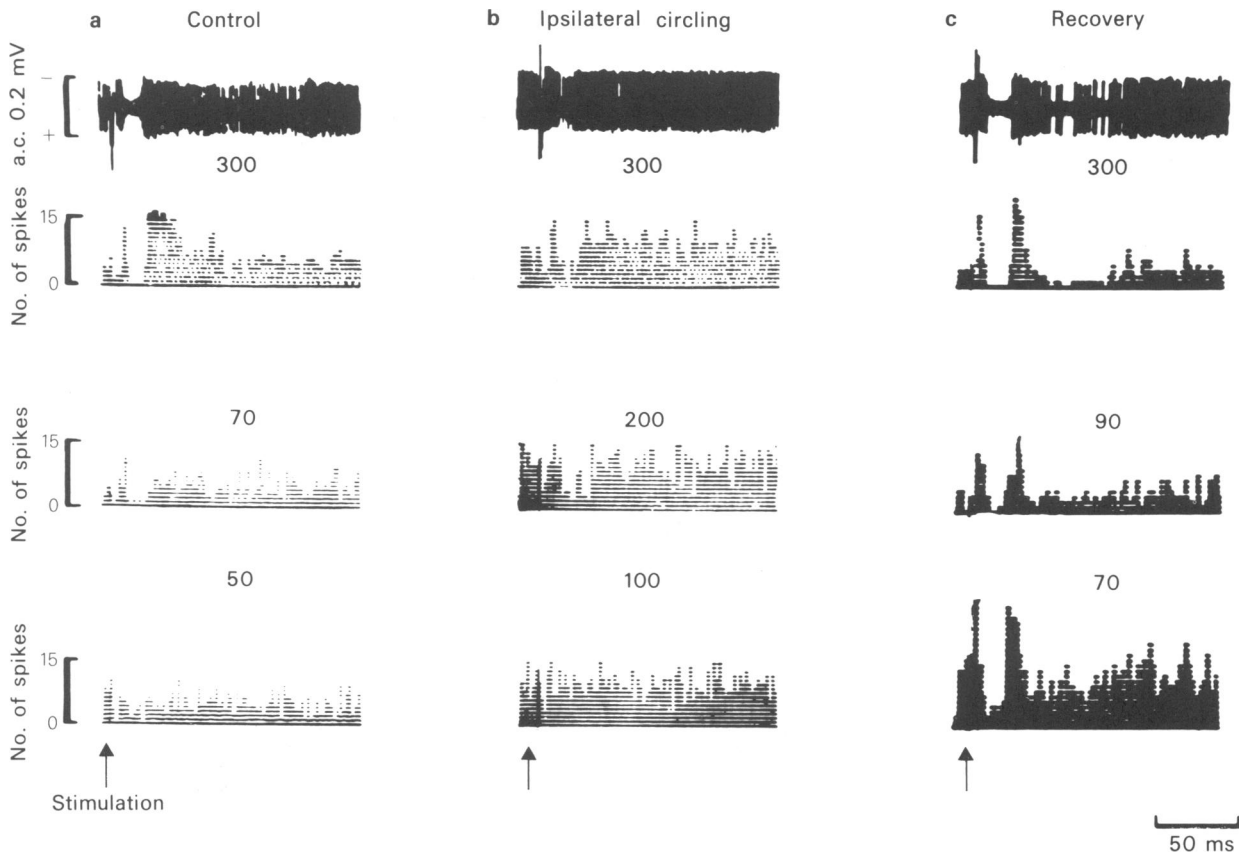 a Control
b Ipsilateral circling
c Recovery
a.c. 0.2 mV
−
+
300
300
300
No. of spikes
15
0
70
200
90
No. of spikes
15
0
50
100
70
No. of spikes
15
0
Stimulation
50 ms